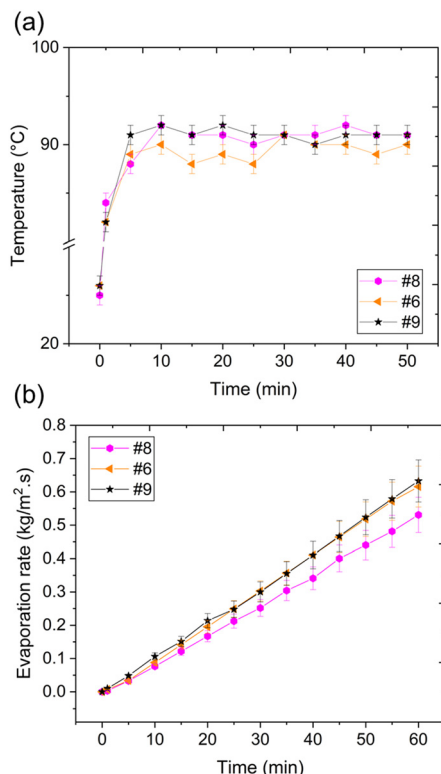 (a)
100
90
20
Temperature (°C)
#8
#6
#9
0 10 20 30 40 50
Time (min)
(b)
0.8
0.7
0.6
0.5
0.4
0.3
0.2
0.1
0.0
Evaporation rate (kg/m².s)
#8
#6
#9
0 10 20 30 40 50 60
Time (min)